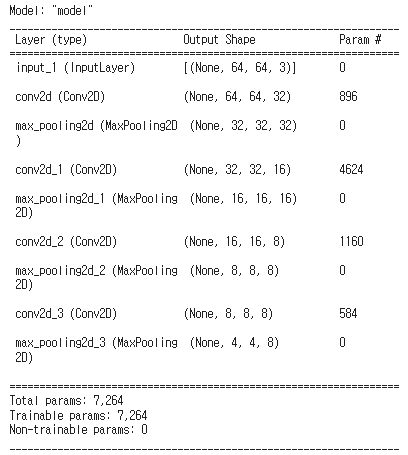 Model: "model"
Layer (type) Output Shape Param #
input_1 (InputLayer) [(None, 64, 64, 3)] 0
conv2d (Conv2D) (None, 64, 64, 32) 896
max_pooling2d (MaxPooling2D (None, 32, 32, 32) 0
)
conv2d_1 (Conv2D) (None, 32, 32, 16) 4624
max_pooling2d_1 (MaxPooling (None, 16, 16, 16) 0
2D)
conv2d_2 (Conv2D) (None, 16, 16, 8) 1160
max_pooling2d_2 (MaxPooling (None, 8, 8, 8) 0
2D)
conv2d_3 (Conv2D) (None, 8, 8, 8) 584
max_pooling2d_3 (MaxPooling (None, 4, 4, 8) 0
2D)
Total params: 7,264
Trainable params: 7,264
Non-trainable params: 0